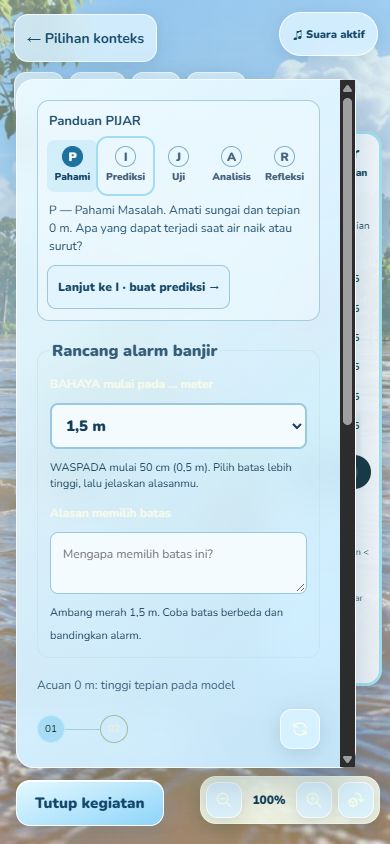 ← Pilihan konteks
♫ Suara aktif
Panduan PIJAR
P I J A R
Pahami Prediksi Uji Analisis Refleksi
P — Pahami Masalah. Amati sungai dan tepian
0 m. Apa yang dapat terjadi saat air naik atau
surut?
Lanjut ke I · buat prediksi →
Rancang alarm banjir
BAHAYA mulai pada ... meter
1,5 m
WASPADA mulai 50 cm (0,5 m). Pilih batas lebih
tinggi, lalu jelaskan alasanmu.
Alasan memilih batas
Mengapa memilih batas ini?
Ambang merah 1,5 m. Coba batas berbeda dan
bandingkan alarm.
Acuan 0 m: tinggi tepian pada model
01
Tutup kegiatan
100%